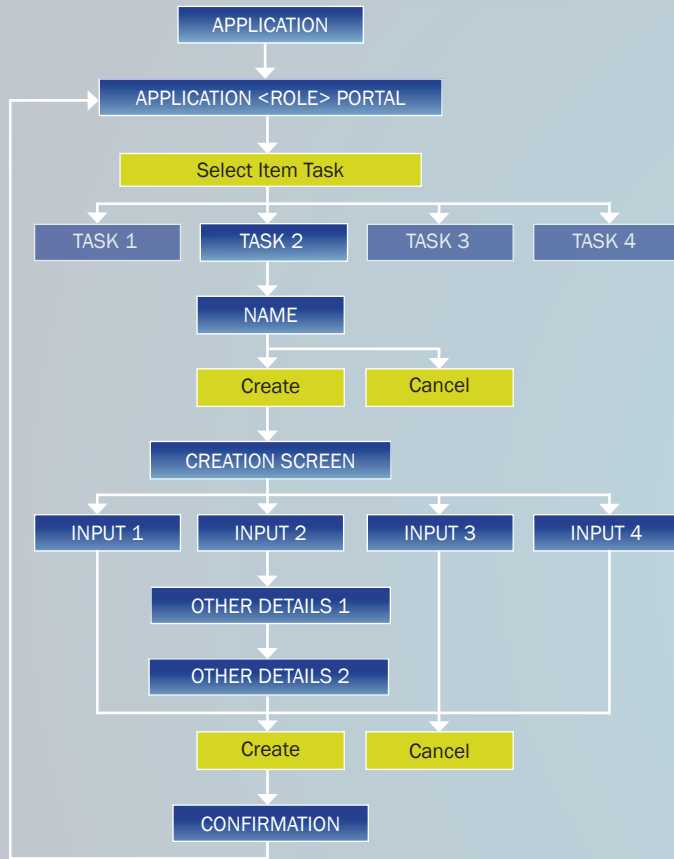 APPLICATION
APPLICATION <ROLE> PORTAL
Select Item Task
TASK 1
TASK 2
TASK 3
TASK 4
NAME
Create
Cancel
CREATION SCREEN
INPUT 1
INPUT 2
INPUT 3
INPUT 4
OTHER DETAILS 1
OTHER DETAILS 2
Create
Cancel
CONFIRMATION